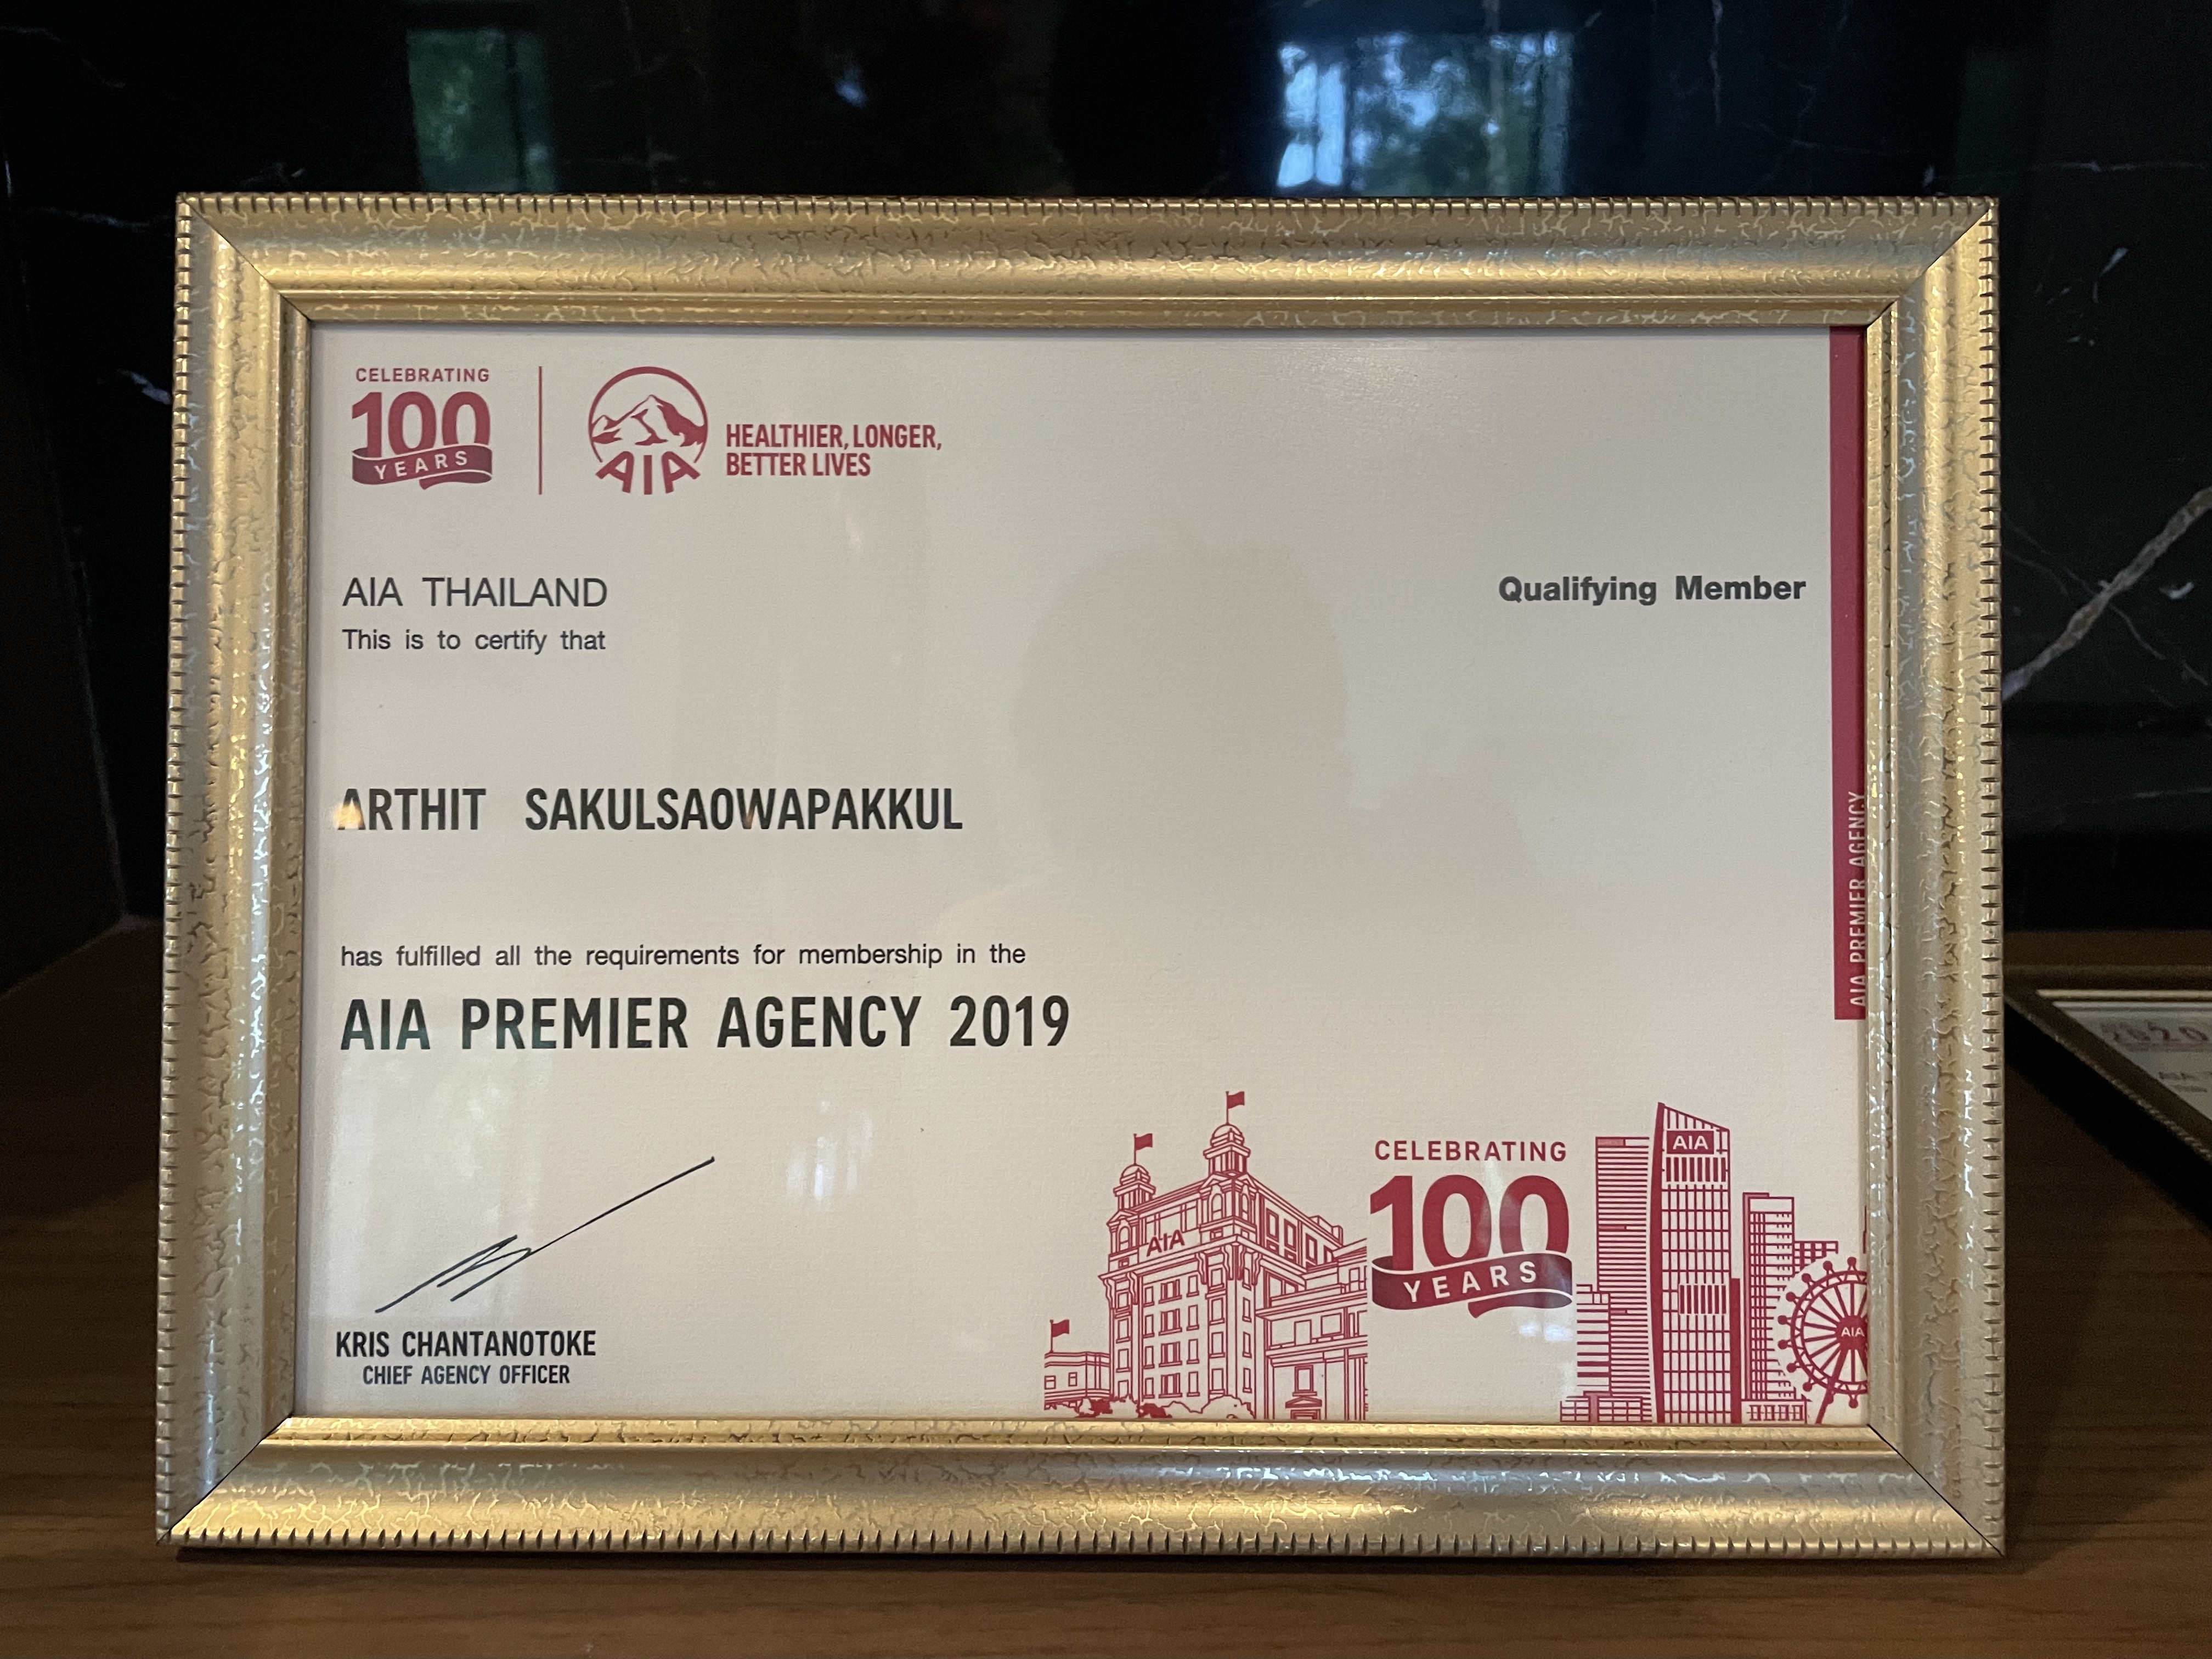 CELEBRATING
100
YEARS
AIA
HEALTHIER, LONGER,
BETTER LIVES
AIA THAILAND
This is to certify that
Qualifying Member
ARTHIT SAKULSAOWAPAKKUL
has fulfilled all the requirements for membership in the
AIA PREMIER AGENCY 2019
AIA PREMIER AGENCY
KRIS CHANTANOTOKE
CHIEF AGENCY OFFICER
AIA
CELEBRATING
100
YEARS
AIA
AIA
2020